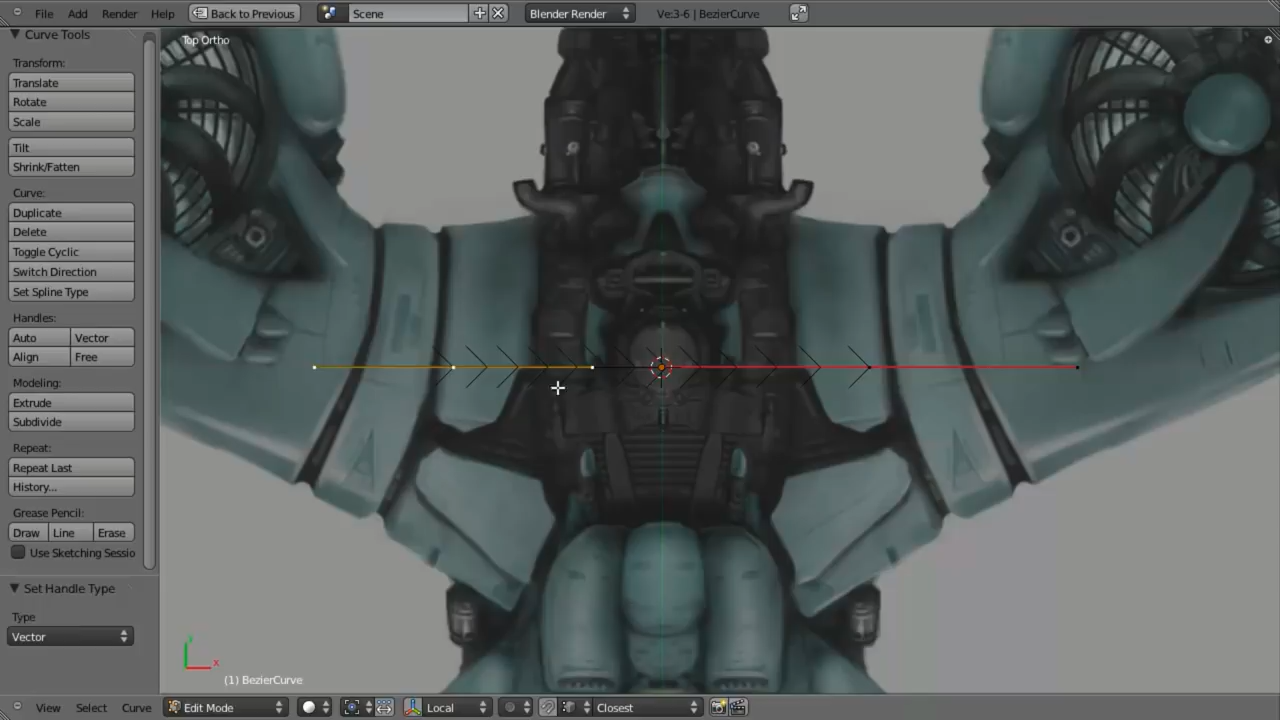 File Add Render Help Back to Previous Scene Blender Render Ve:3-6 | BezierCurve
Curve Tools
Top Ortho
Transform:
Translate
Rotate
Scale
Tilt
Shrink/Fatten
Curve:
Duplicate
Delete
Toggle Cyclic
Switch Direction
Set Spline Type
Handles:
Auto Vector
Align Free
Modeling:
Extrude
Subdivide
Repeat:
Repeat Last
History...
Grease Pencil:
Draw Line Erase
Use Sketching Sessio
Set Handle Type
Type
Vector
y
x
(1) BezierCurve
View Select Curve Edit Mode Local Closest